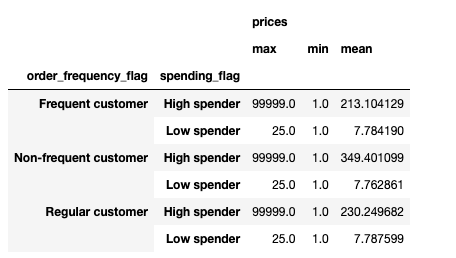 prices
max min mean
order_frequency_flag spending_flag
Frequent customer High spender 99999.0 1.0 213.104129
Low spender 25.0 1.0 7.784190
Non-frequent customer High spender 99999.0 1.0 349.401099
Low spender 25.0 1.0 7.762861
Regular customer High spender 99999.0 1.0 230.249682
Low spender 25.0 1.0 7.787599